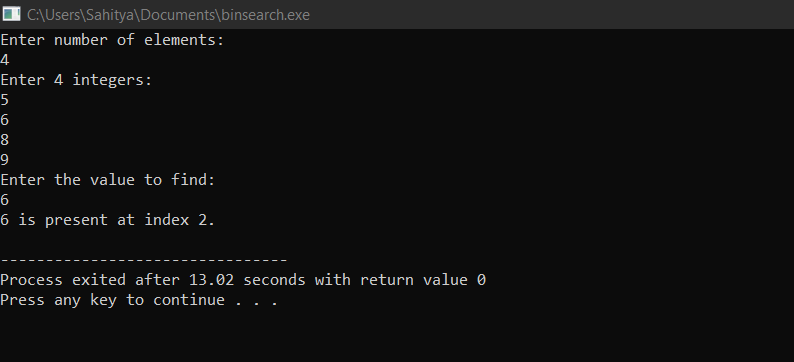 C:\Users\Sahitya\Documents\binsearch.exe
Enter number of elements:
4
Enter 4 integers:
5
6
8
9
Enter the value to find:
6
6 is present at index 2.
--------------------------------
Process exited after 13.02 seconds with return value 0
Press any key to continue . . .